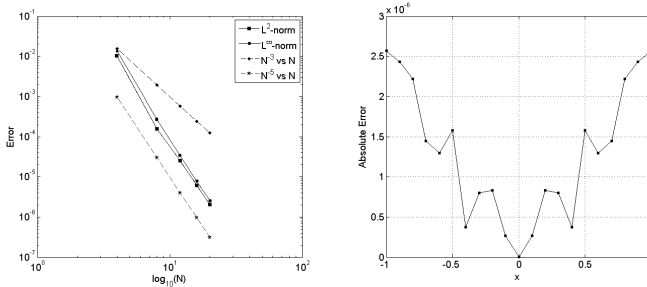 10^-1
10^-2
10^-3
10^-4
10^-5
10^-6
10^-7
Error
10^0
10^1
10^2
log10(N)
L^2-norm
L^∞-norm
N^-3 vs N
N^-5 vs N
x 10^-6
3
2.5
2
1.5
1
0.5
0
Absolute Error
-1
-0.5
0
0.5
x